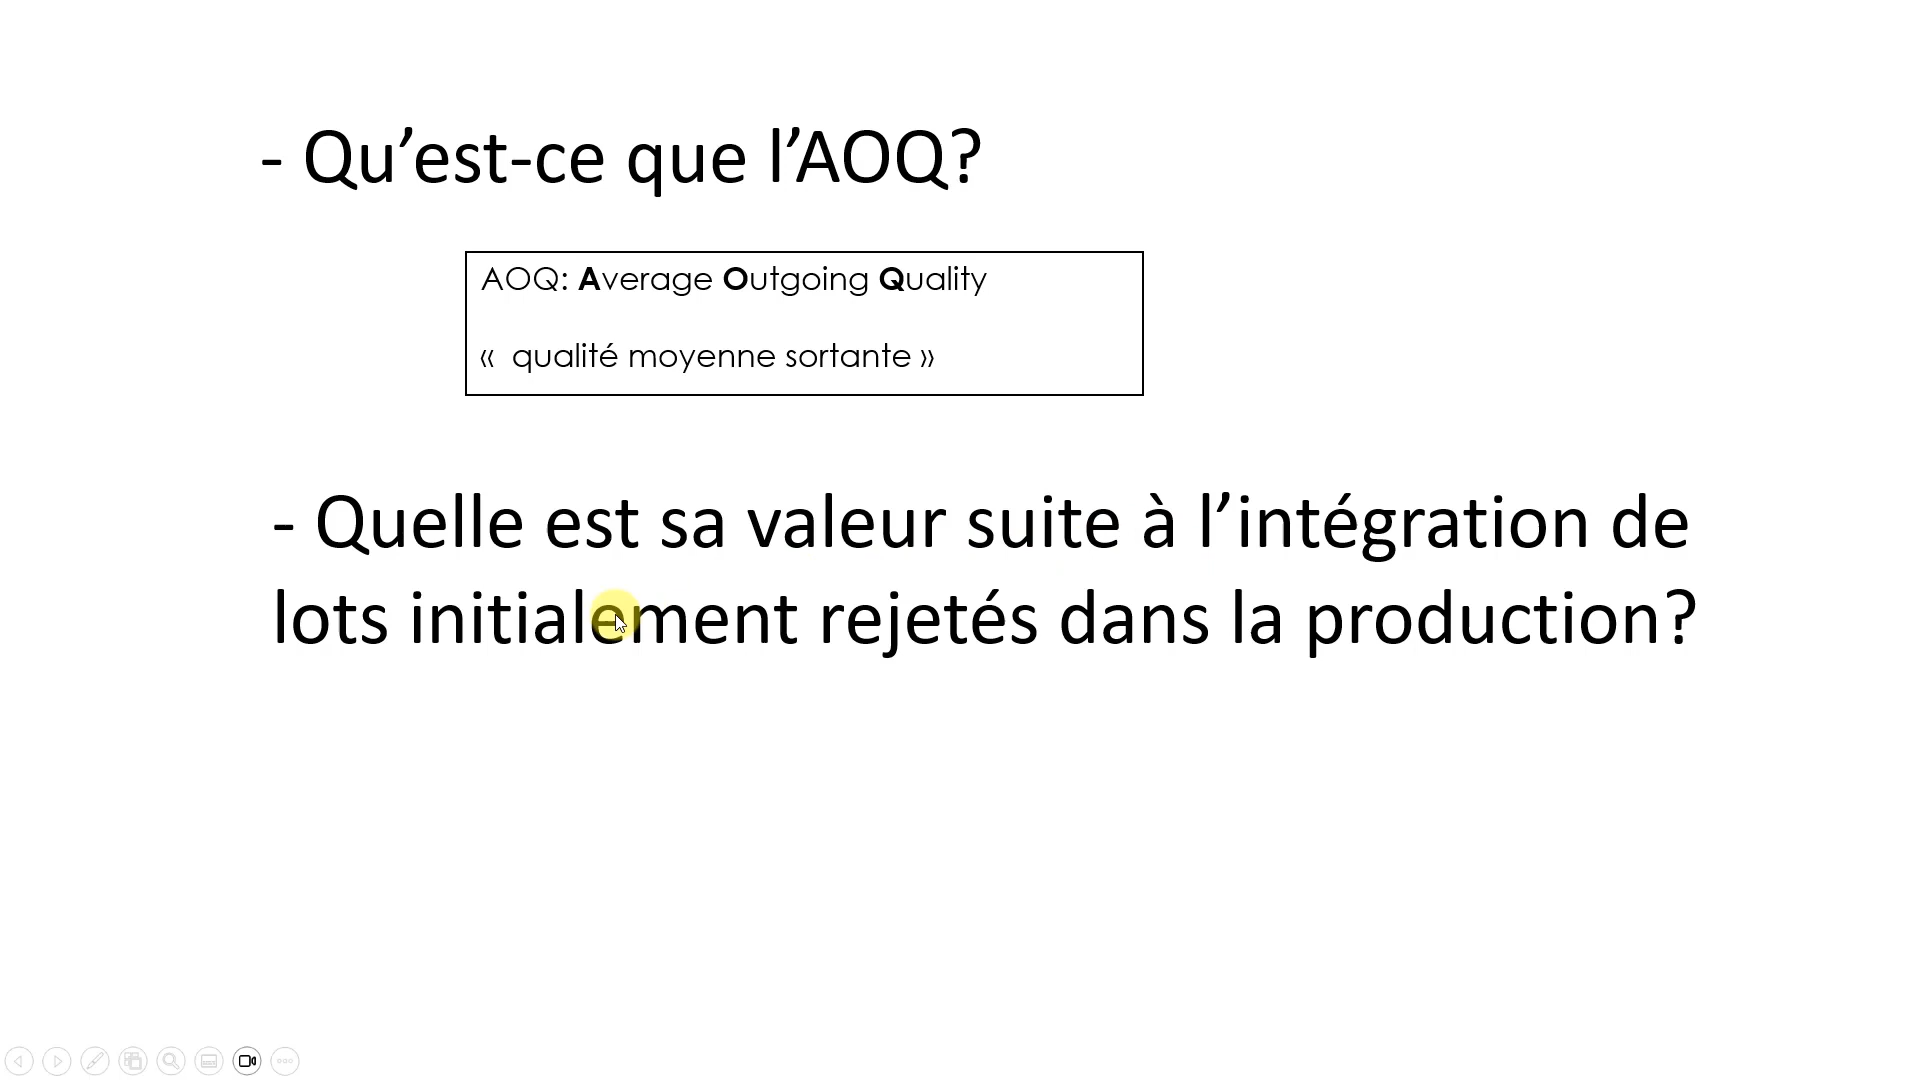 - Qu’est-ce que l’AOQ?
AOQ: Average Outgoing Quality
«  qualité moyenne sortante »
- Quelle est sa valeur suite à l’intégration de
lots initialement rejetés dans la production?